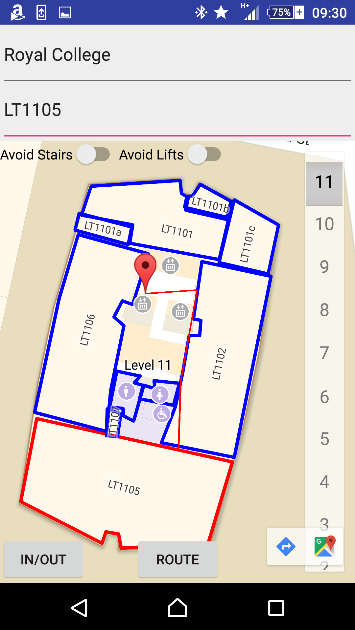 H+
75%
09:30
Royal College
LT1105
Avoid Stairs
Avoid Lifts
11
10
9
8
7
6
5
4
3
2
LT1101b
LT1101a
LT1101
LT1101c
LT1106
LT1102
Level 11
LT1105
IN/OUT
ROUTE